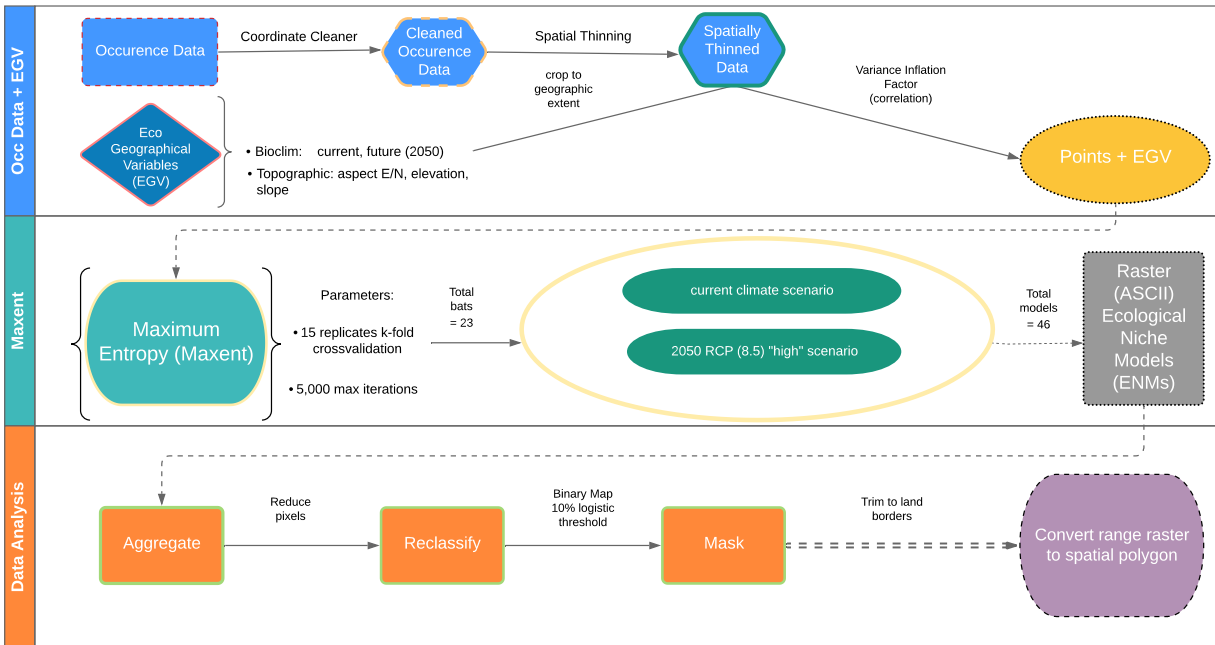 Occ Data + EGV
Occurence Data
Coordinate Cleaner
Cleaned
Occurence
Data
Spatial Thinning
Spatially
Thinned
Data
crop to
geographic
extent
Variance Inflation
Factor
(correlation)
Eco
Geographical
Variables
(EGV)
• Bioclim: current, future (2050)
• Topographic: aspect E/N, elevation,
slope
Points + EGV
Maxent
Maximum
Entropy (Maxent)
Parameters:
• 15 replicates k-fold
crossvalidation
• 5,000 max iterations
Total
bats
= 23
current climate scenario
2050 RCP (8.5) "high" scenario
Total
models
= 46
Raster
(ASCII)
Ecological
Niche
Models
(ENMs)
Data Analysis
Aggregate
Reduce
pixels
Reclassify
Binary Map
10% logistic
threshold
Mask
Trim to land
borders
Convert range raster
to spatial polygon